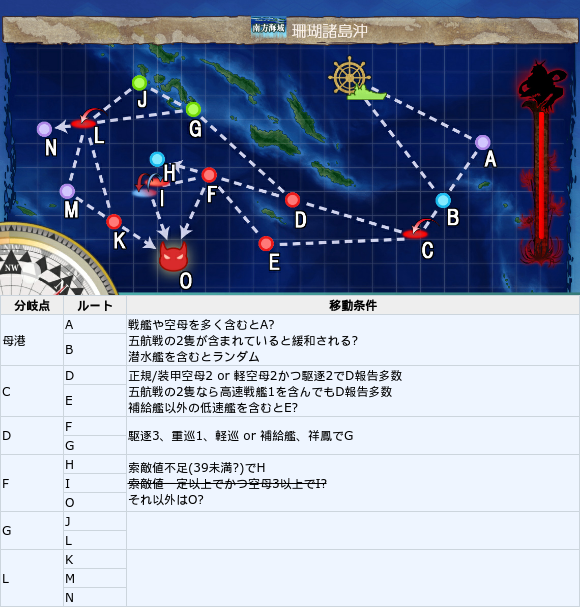 南方海域 珊瑚諸島沖
J
G
A
N
L
H
M
I
F
D
B
K
E
C
O
NW
分岐点 ルート 移動条件
母港
A
B
戦艦や空母を多く含むとA?
五航戦の2隻が含まれていると緩和される?
潜水艦を含むとランダム
C
D
E
正規/装甲空母2 or 軽空母2かつ駆逐2でD報告多数
五航戦の2隻なら高速戦艦1を含んでもD報告多数
補給艦以外の低速艦を含むとE?
D
F
G
駆逐3、重巡1、軽巡 or 補給艦、祥鳳でG
F
H
I
O
索敵値不足(39未満?)でH
索敵値一定以上でかつ空母3以上でI?
それ以外はO?
G
J
L
L
K
M
N